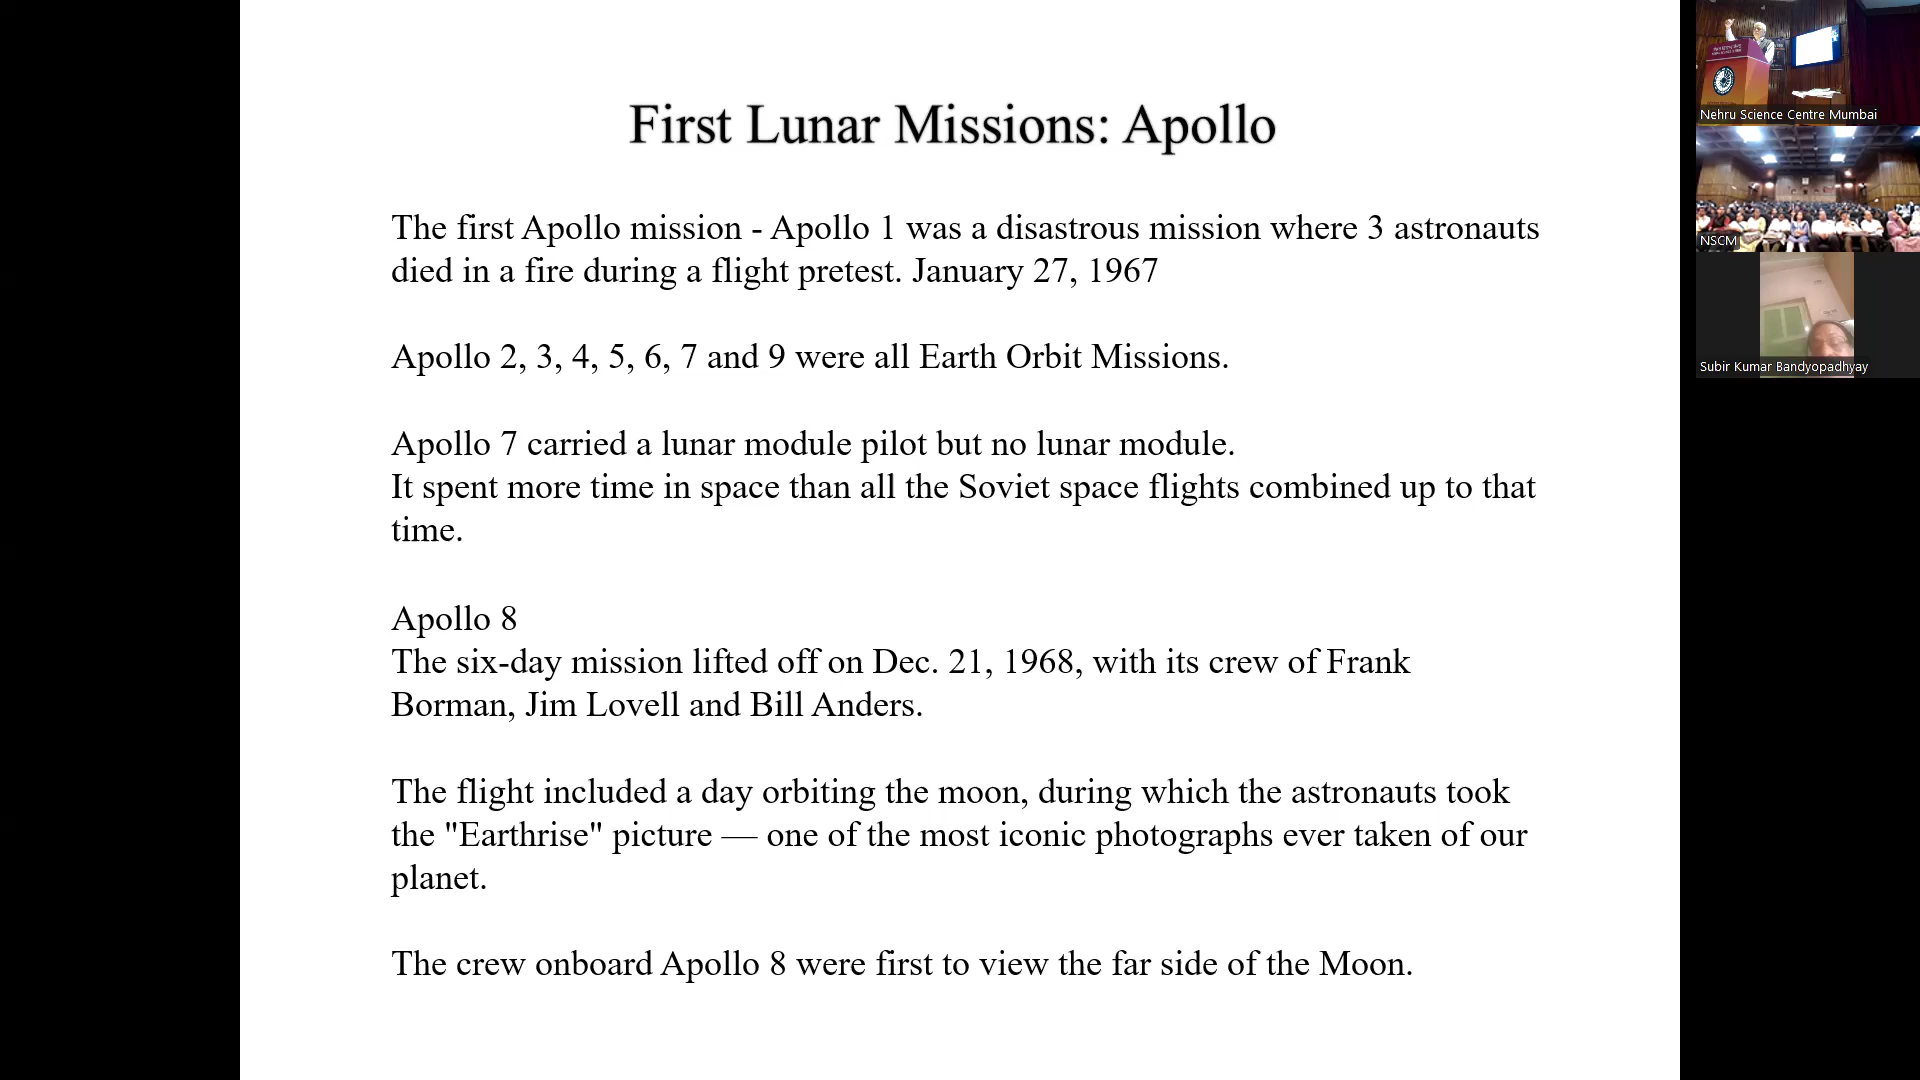 First Lunar Missions: Apollo
The first Apollo mission - Apollo 1 was a disastrous mission where 3 astronauts
died in a fire during a flight pretest. January 27, 1967
Apollo 2, 3, 4, 5, 6, 7 and 9 were all Earth Orbit Missions.
Apollo 7 carried a lunar module pilot but no lunar module.
It spent more time in space than all the Soviet space flights combined up to that
time.
Apollo 8
The six-day mission lifted off on Dec. 21, 1968, with its crew of Frank
Borman, Jim Lovell and Bill Anders.
The flight included a day orbiting the moon, during which the astronauts took
the "Earthrise" picture — one of the most iconic photographs ever taken of our
planet.
The crew onboard Apollo 8 were first to view the far side of the Moon.
Nehru Science Centre Mumbai
NSCM
Subir Kumar Bandyopadhyay